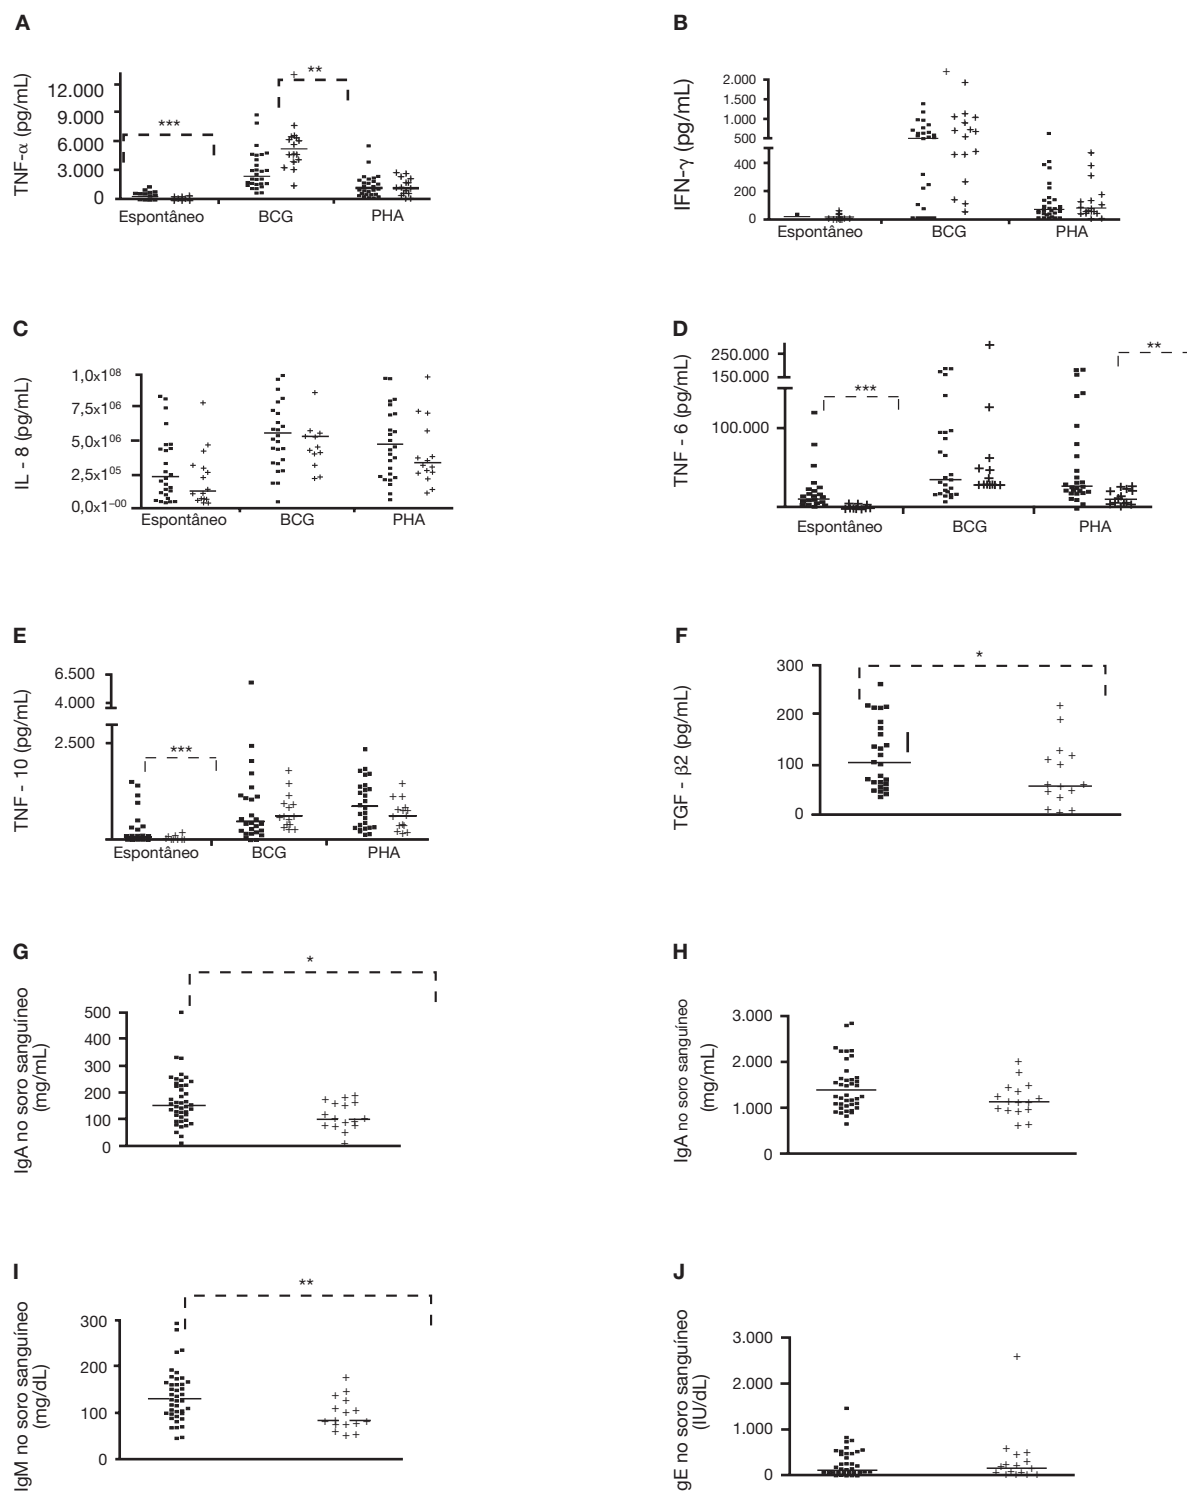 A
TNF-α (pg/mL)
12.000
9.000
6.000
3.000
0
***
**
Espontâneo BCG PHA
B
IFN-γ (pg/mL)
2.000
1.500
1.000
500
400
200
0
Espontâneo BCG PHA
C
IL - 8 (pg/mL)
1,0x10⁰⁸
7,5x10⁰⁶
5,0x10⁰⁶
2,5x10⁰⁵
0,0x1⁻⁰⁰
Espontâneo BCG PHA
D
TNF - 6 (pg/mL)
250.000
150.000
100.000
***
**
Espontâneo BCG PHA
E
TNF - 10 (pg/mL)
6.500
4.000
2.500
***
Espontâneo BCG PHA
F
TGF - β2 (pg/mL)
300
200
100
0
*
G
IgA no soro sanguíneo
(mg/mL)
500
400
300
200
100
0
*
H
IgA no soro sanguíneo
(mg/mL)
3.000
2.000
1.000
0
I
IgM no soro sanguíneo
(mg/dL)
300
200
100
0
**
J
gE no soro sanguíneo
(IU/dL)
3.000
2.000
1.000
0